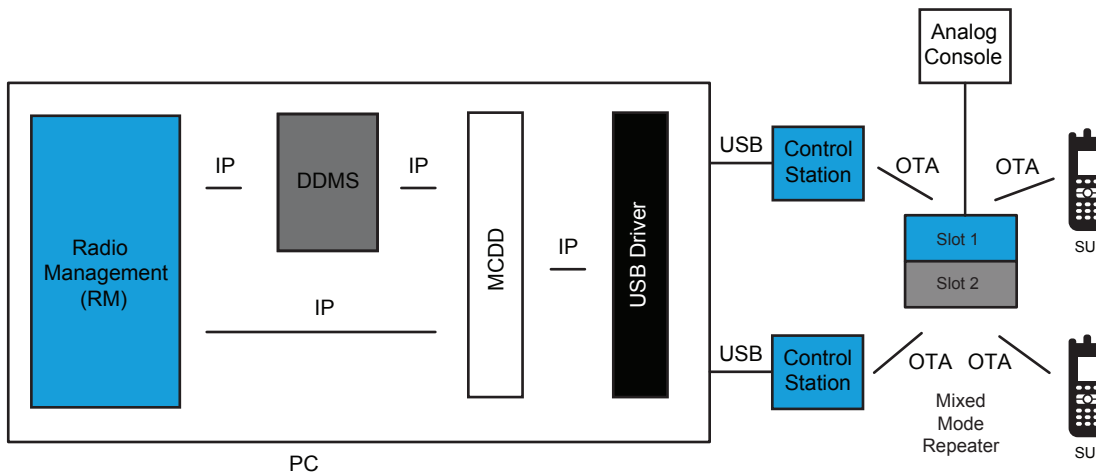 Analog
Console
USB
Control
Station
OTA
OTA
IP
DDMS
IP
Radio
Management
(RM)
MCDD
IP
USB Driver
Slot 1
Slot 2
SU
IP
USB
Control
Station
OTA
OTA
Mixed
Mode
Repeater
SU
PC